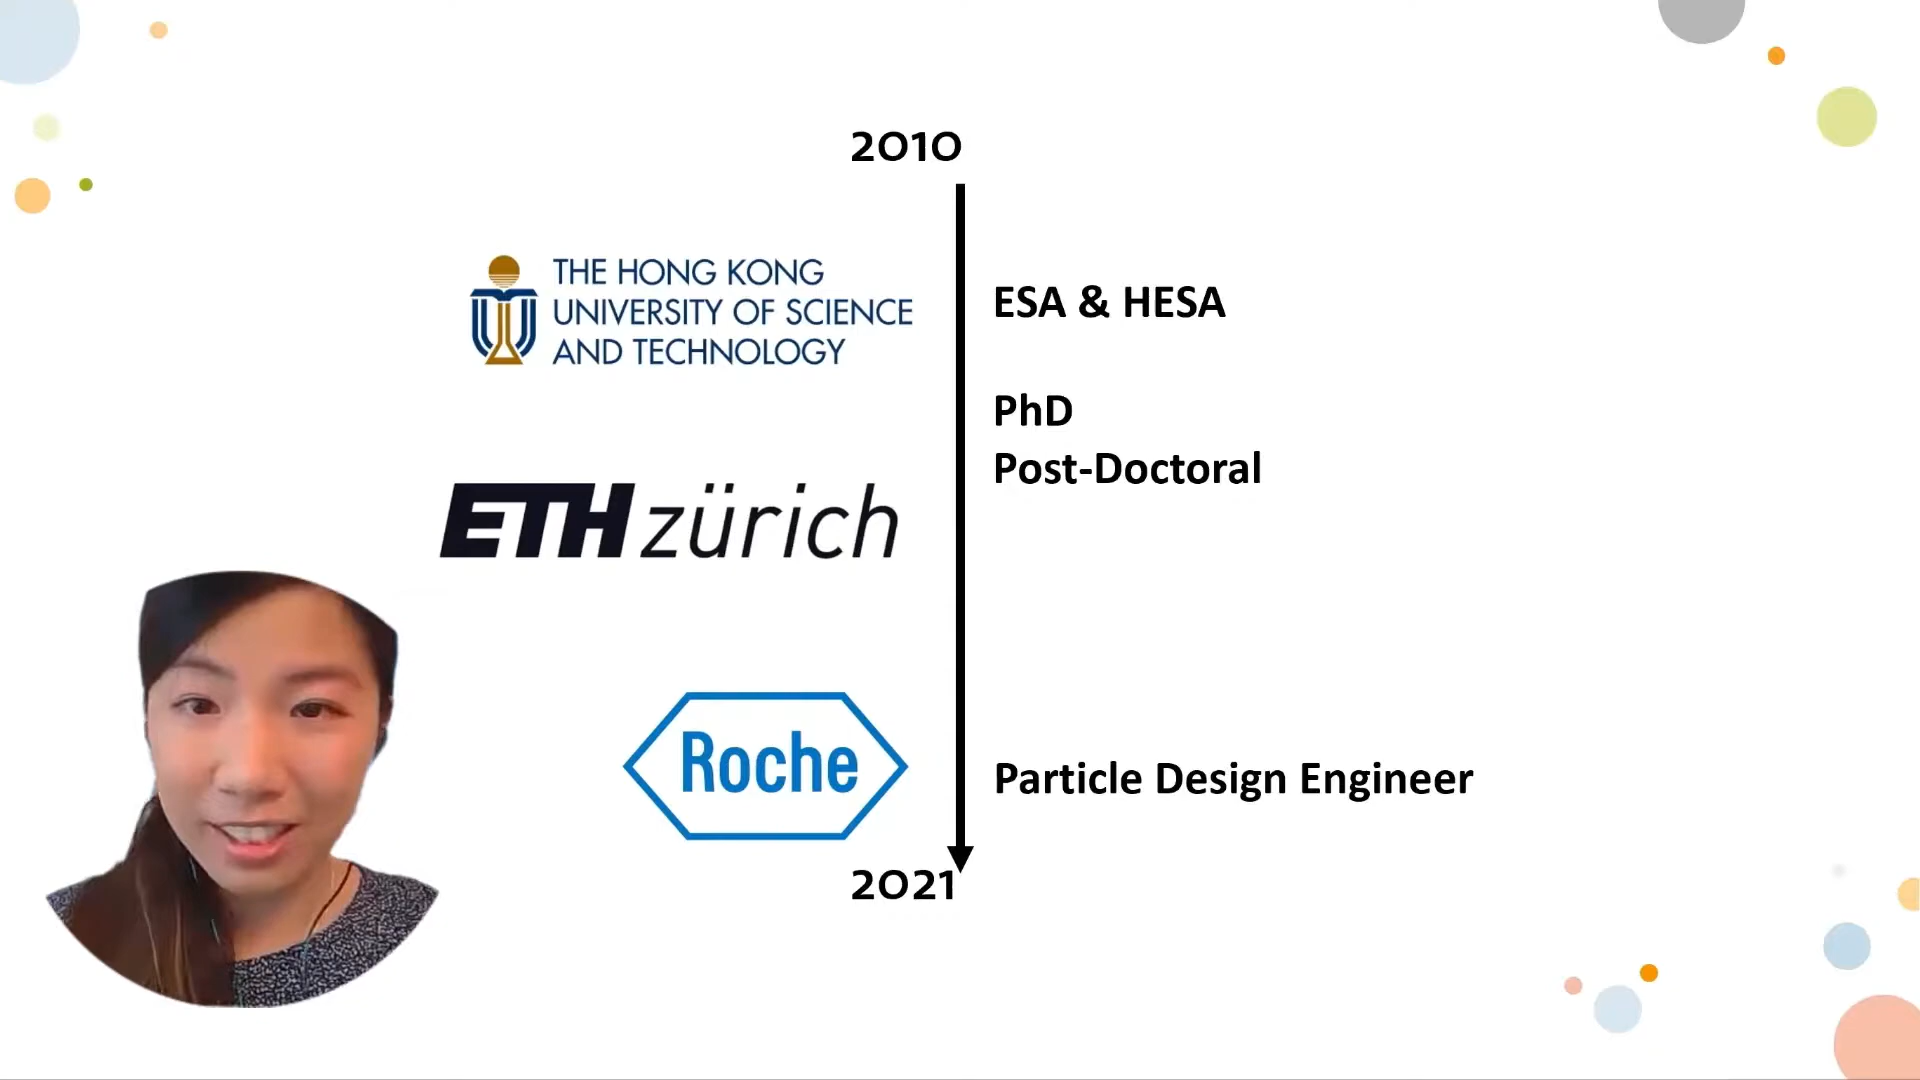 2010
THE HONG KONG
UNIVERSITY OF SCIENCE
AND TECHNOLOGY
ESA & HESA
PhD
Post-Doctoral
ETH zürich
Roche
Particle Design Engineer
2021